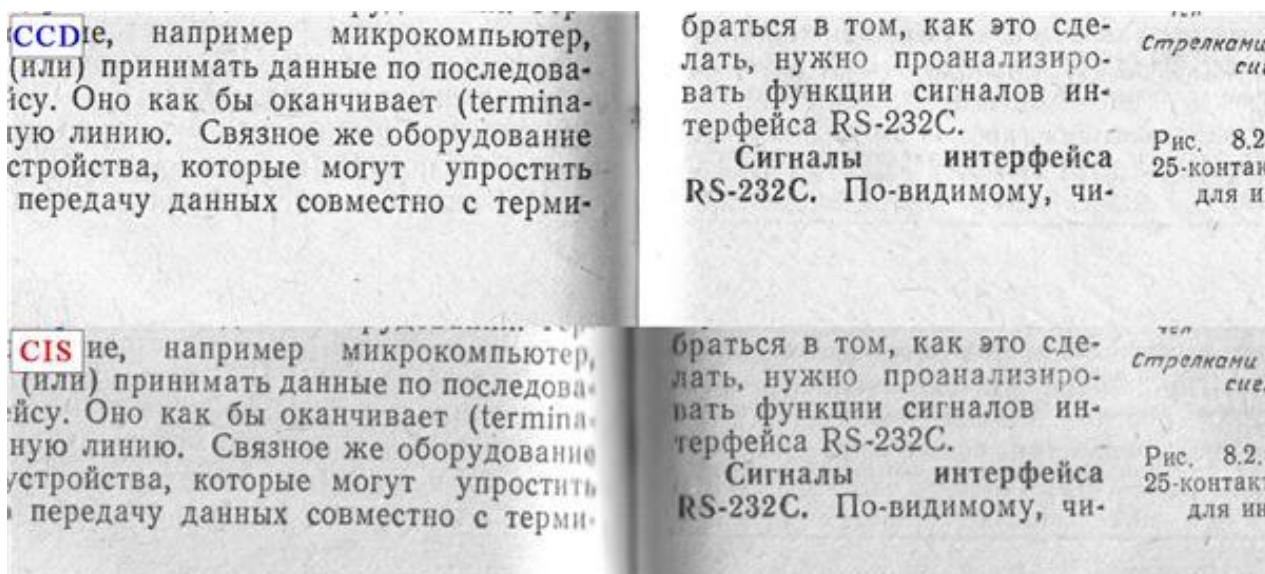 CCD
ие, например микрокомпьютер,
(или) принимать данные по последова-
йсу. Оно как бы оканчивает (termina-
ную линию. Связное же оборудование
стройства, которые могут упростить
передачу данных совместно с терми-
браться в том, как это сде-
лать, нужно проанализиро-
вать функции сигналов ин-
терфейса RS-232C.
Сигналы интерфейса
RS-232C. По-видимому, чи-
чен
Стрелками
сиг
Рис. 8.2
25-контак
для и
CIS
ие, например микрокомпьютер,
(или) принимать данные по последова-
йсу. Оно как бы оканчивает (termina-
ную линию. Связное же оборудование
устройства, которые могут упростить
передачу данных совместно с терми-
браться в том, как это сде-
лать, нужно проанализиро-
вать функции сигналов ин-
терфейса RS-232C.
Сигналы интерфейса
RS-232C. По-видимому, чи-
чен
Стрелками
сиг
Рис. 8.2.
25-контакт
для ин